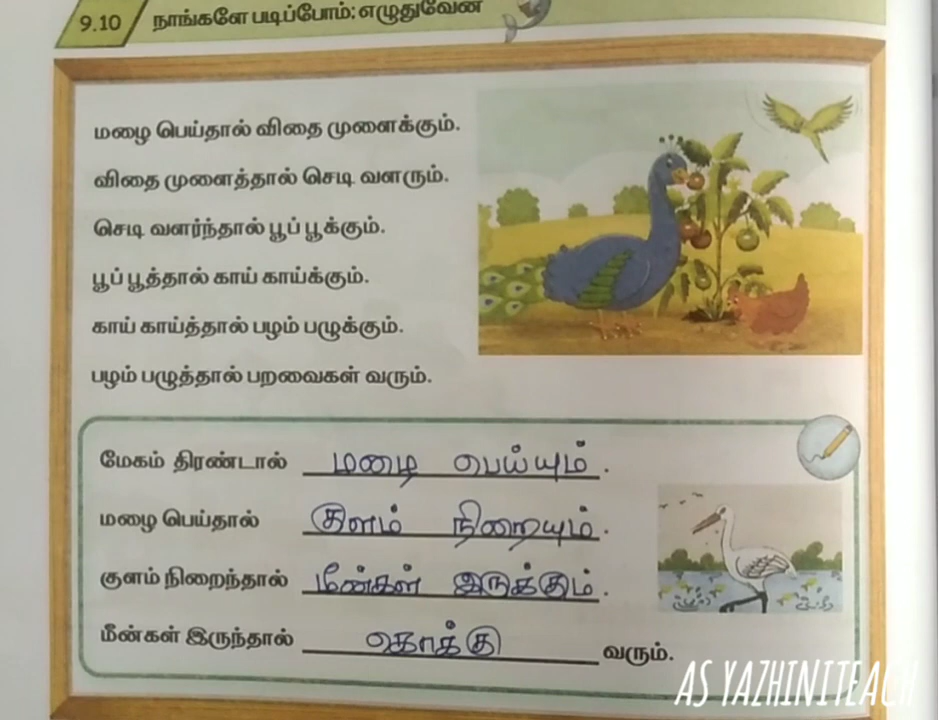 9.10 நாங்களே படிப்போம்; எழுதுவேன்
மழை பெய்தால் விதை முளைக்கும்.
விதை முளைத்தால் செடி வளரும்.
செடி வளர்ந்தால் பூப் பூக்கும்.
பூப் பூத்தால் காய் காய்க்கும்.
காய் காய்த்தால் பழம் பழுக்கும்.
பழம் பழுத்தால் பறவைகள் வரும்.
மேகம் திரண்டால் மழை பெய்யும்.
மழை பெய்தால் குளம் நிறையும்.
குளம் நிறைந்தால் மீன்கள் இருக்கும்.
மீன்கள் இருந்தால் கொக்கு வரும்.
AS YAZHINITEACH